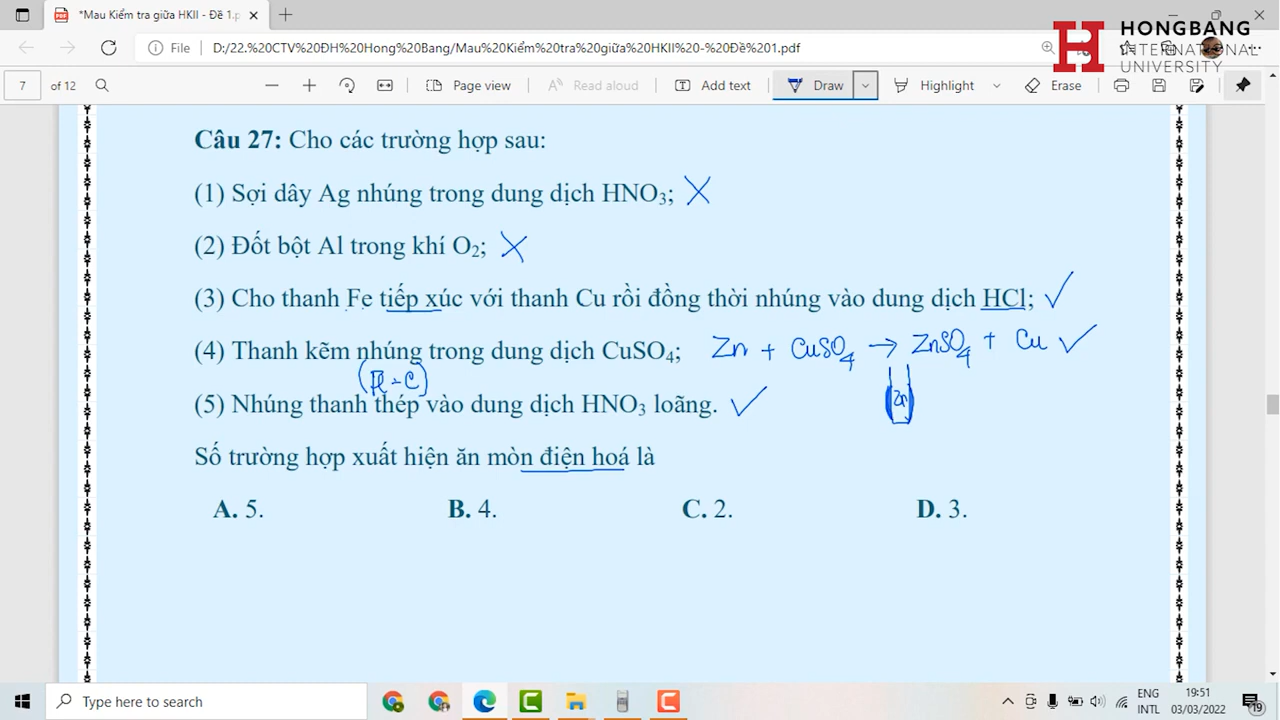 *Mau Kiểm tra giữa HKII - Đề 1.p
HONGBANG
INTERNATIONAL
UNIVERSITY
File D:/22.%20CTV%20ĐH%20Hong%20Bang/Mau%20Kiểm%20tra%20giữa%20HKII%20-%20Đề%201.pdf
7 of 12 Page view Read aloud Add text Draw Highlight Erase
Câu 27: Cho các trường hợp sau:
(1) Sợi dây Ag nhúng trong dung dịch HNO₃;
(2) Đốt bột Al trong khí O₂;
(3) Cho thanh Fe tiếp xúc với thanh Cu rồi đồng thời nhúng vào dung dịch HCl;
(4) Thanh kẽm nhúng trong dung dịch CuSO₄; Zn + CuSO₄ → ZnSO₄ + Cu
(Fe - C)
Zn
(5) Nhúng thanh thép vào dung dịch HNO₃ loãng.
Số trường hợp xuất hiện ăn mòn điện hoá là
A. 5. B. 4. C. 2. D. 3.
Type here to search
ENG 19:51
INTL 03/03/2022
19